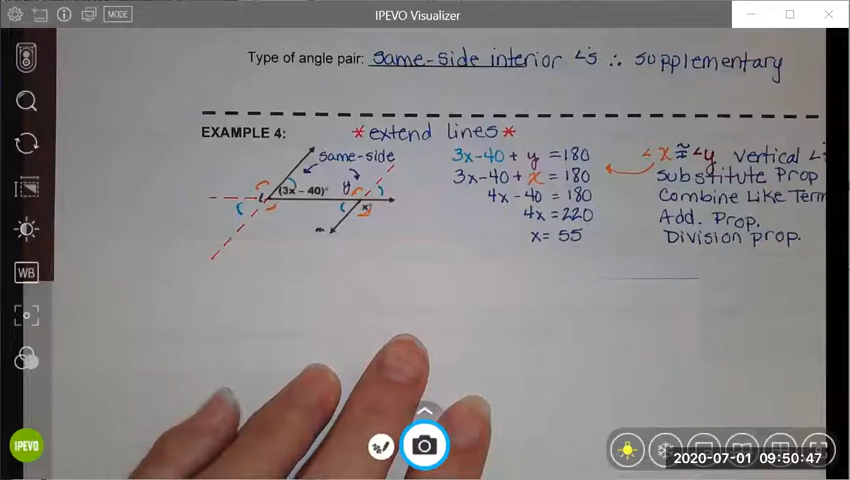 IPEVO Visualizer
MODE
Type of angle pair: same-side interior ∠'s ∴ supplementary
EXAMPLE 4: *extend lines*
same-side
(3x – 40)°
y
x
l
m
3x-40 + y = 180
∠x ≅ ∠y vertical ∠'s
3x-40 + x = 180
substitute Prop
4x -40 = 180
Combine Like Term
4x = 220
Add. Prop.
x = 55
Division prop.
WB
IPEVO
2020-07-01 09:50:47